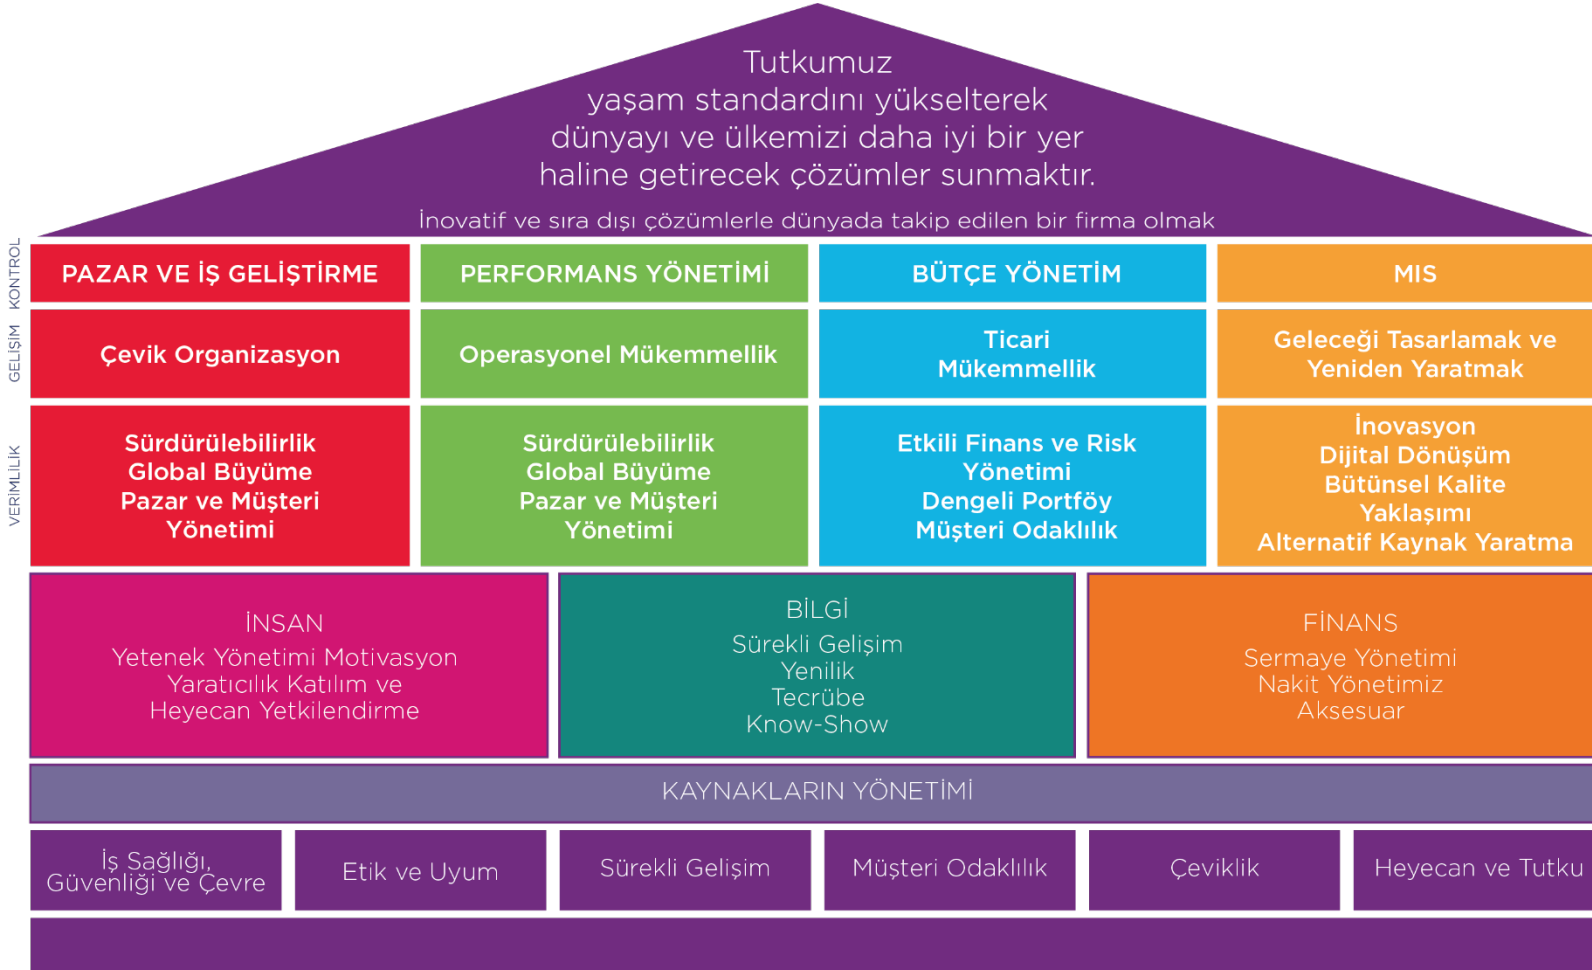 Tutkumuz
yaşam standardını yükselterek
dünyayı ve ülkemizi daha iyi bir yer
haline getirecek çözümler sunmaktır.
İnovatif ve sıra dışı çözümlerle dünyada takip edilen bir firma olmak
KONTROL
PAZAR VE İŞ GELİŞTİRME
PERFORMANS YÖNETİMİ
BÜTÇE YÖNETİM
MIS
GELİŞİM
Çevik Organizasyon
Operasyonel Mükemmellik
Ticari
Mükemmellik
Geleceği Tasarlamak ve
Yeniden Yaratmak
VERİMLİLİK
Sürdürülebilirlik
Global Büyüme
Pazar ve Müşteri
Yönetimi
Sürdürülebilirlik
Global Büyüme
Pazar ve Müşteri
Yönetimi
Etkili Finans ve Risk
Yönetimi
Dengeli Portföy
Müşteri Odaklılık
İnovasyon
Dijital Dönüşüm
Bütünsel Kalite
Yaklaşımı
Alternatif Kaynak Yaratma
İNSAN
Yetenek Yönetimi Motivasyon
Yaratıcılık Katılım ve
Heyecan Yetkilendirme
BİLGİ
Sürekli Gelişim
Yenilik
Tecrübe
Know-Show
FİNANS
Sermaye Yönetimi
Nakit Yönetimiz
Aksesuar
KAYNAKLARIN YÖNETİMİ
İş Sağlığı,
Güvenliği ve Çevre
Etik ve Uyum
Sürekli Gelişim
Müşteri Odaklılık
Çeviklik
Heyecan ve Tutku